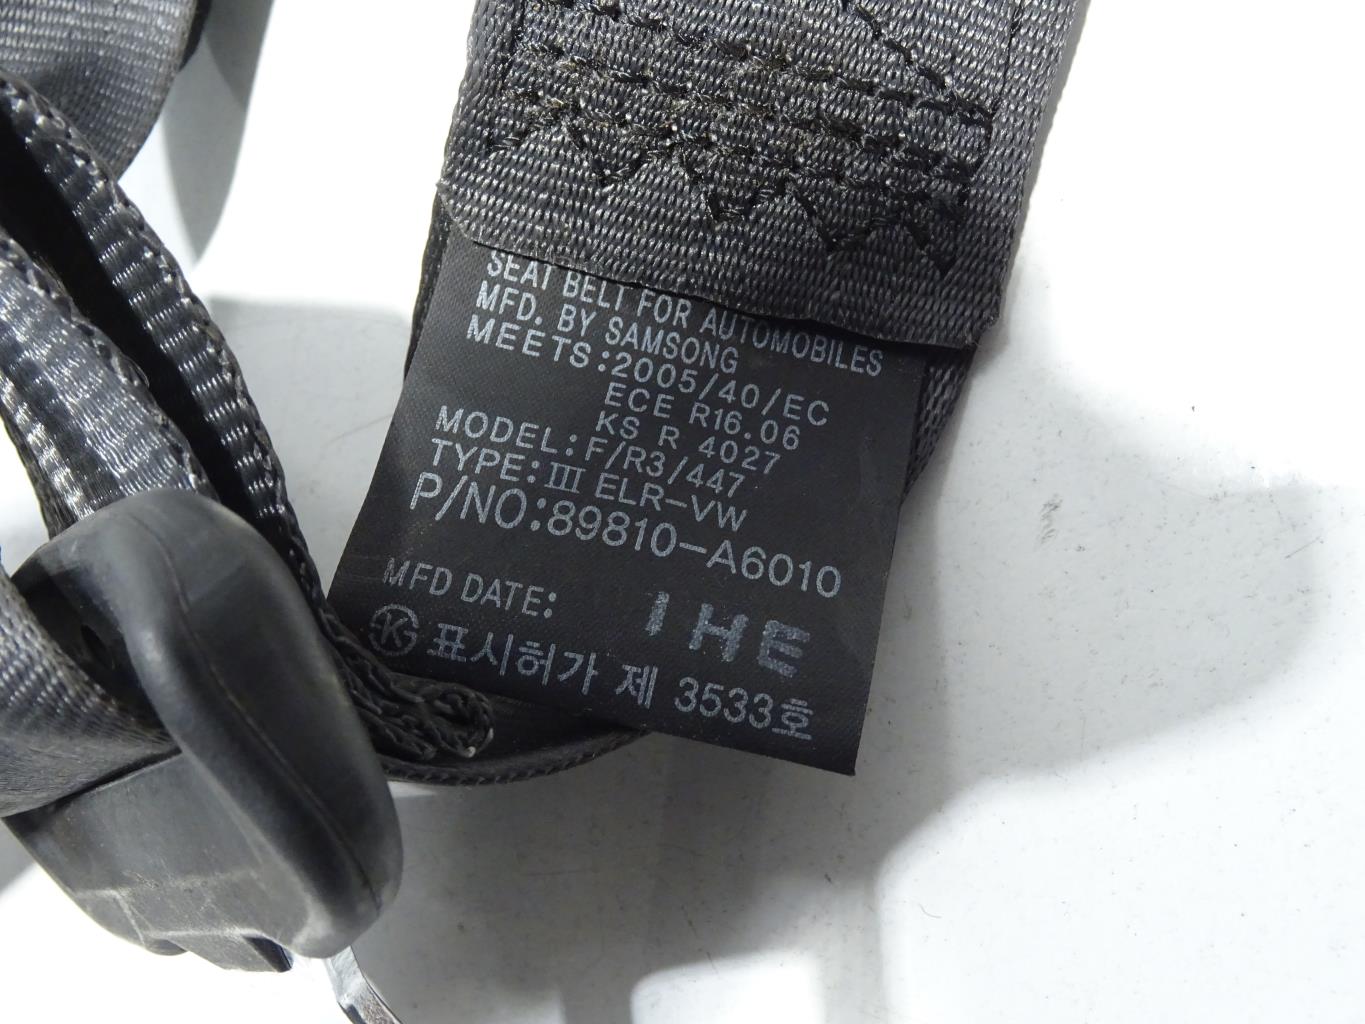 SEAT BELT FOR AUTOMOBILES
MFD. BY SAMSONG
MEETS:2005/40/EC
ECE R16.06
KS R 4027
MODEL:F/R3/447
TYPE:Ⅲ ELR-VW
P/NO:89810-A6010
MFD DATE: 1HE
K 표시허가 제 3533호